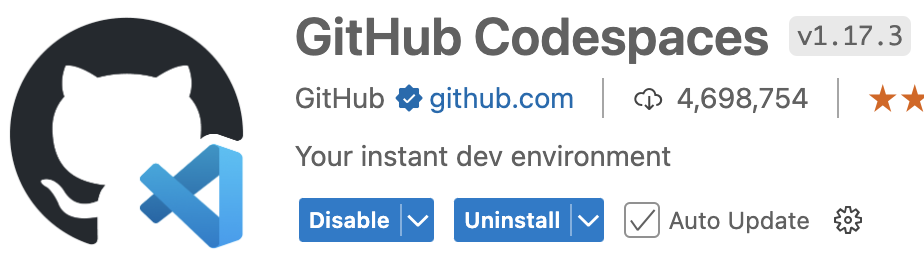 GitHub Codespaces v1.17.3
GitHub github.com 4,698,754
Your instant dev environment
Disable Uninstall Auto Update